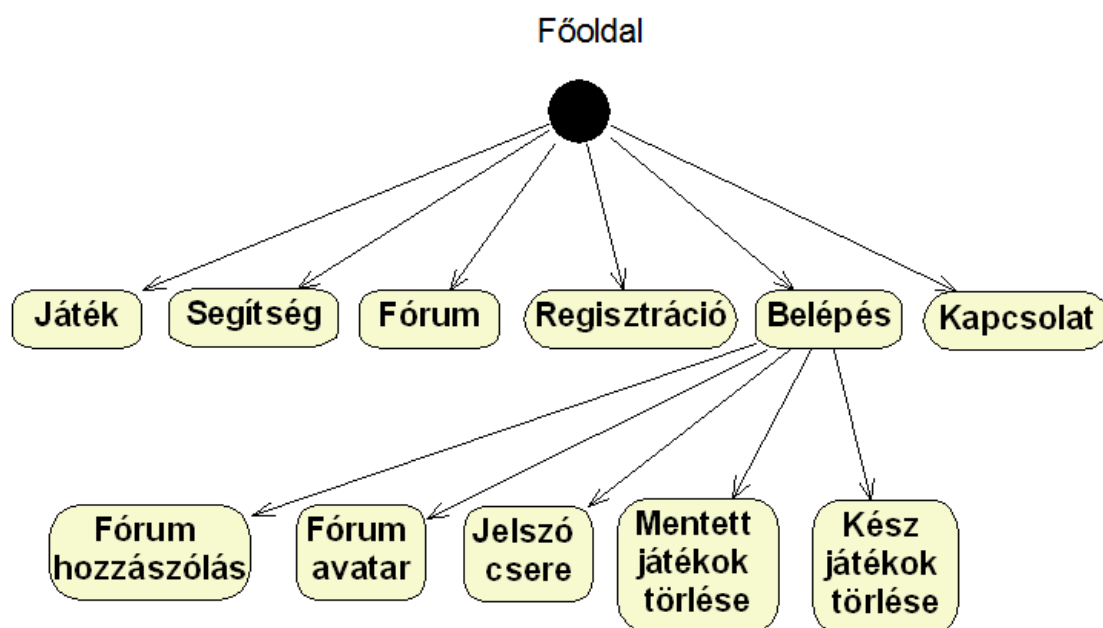 Főoldal
Játék
Segítség
Fórum
Regisztráció
Belépés
Kapcsolat
Fórum
hozzászólás
Fórum
avatar
Jelszó
csere
Mentett
játékok
törlése
Kész
játékok
törlése